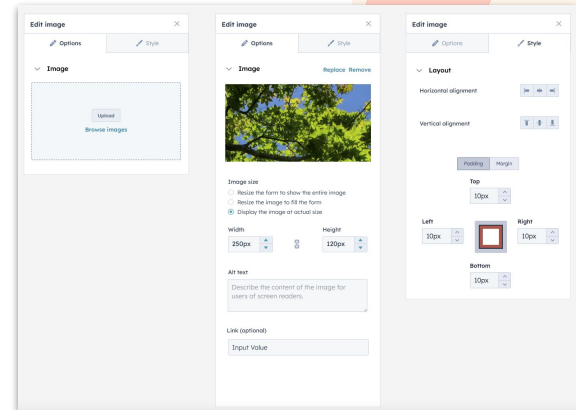 Edit image
Options
Style
Image
Upload
Browse images
Edit image
Options
Style
Image
Replace Remove
Image size
Resize the form to show the entire image
Resize the image to fill the form
Display the image at actual size
Width
Height
250px
120px
Alt text
Describe the content of the image for
users of screen readers.
Link (optional)
Input Value
Edit image
Options
Style
Layout
Horizontal alignment
Vertical alignment
Padding
Margin
Top
10px
Left
Right
10px
10px
Bottom
10px